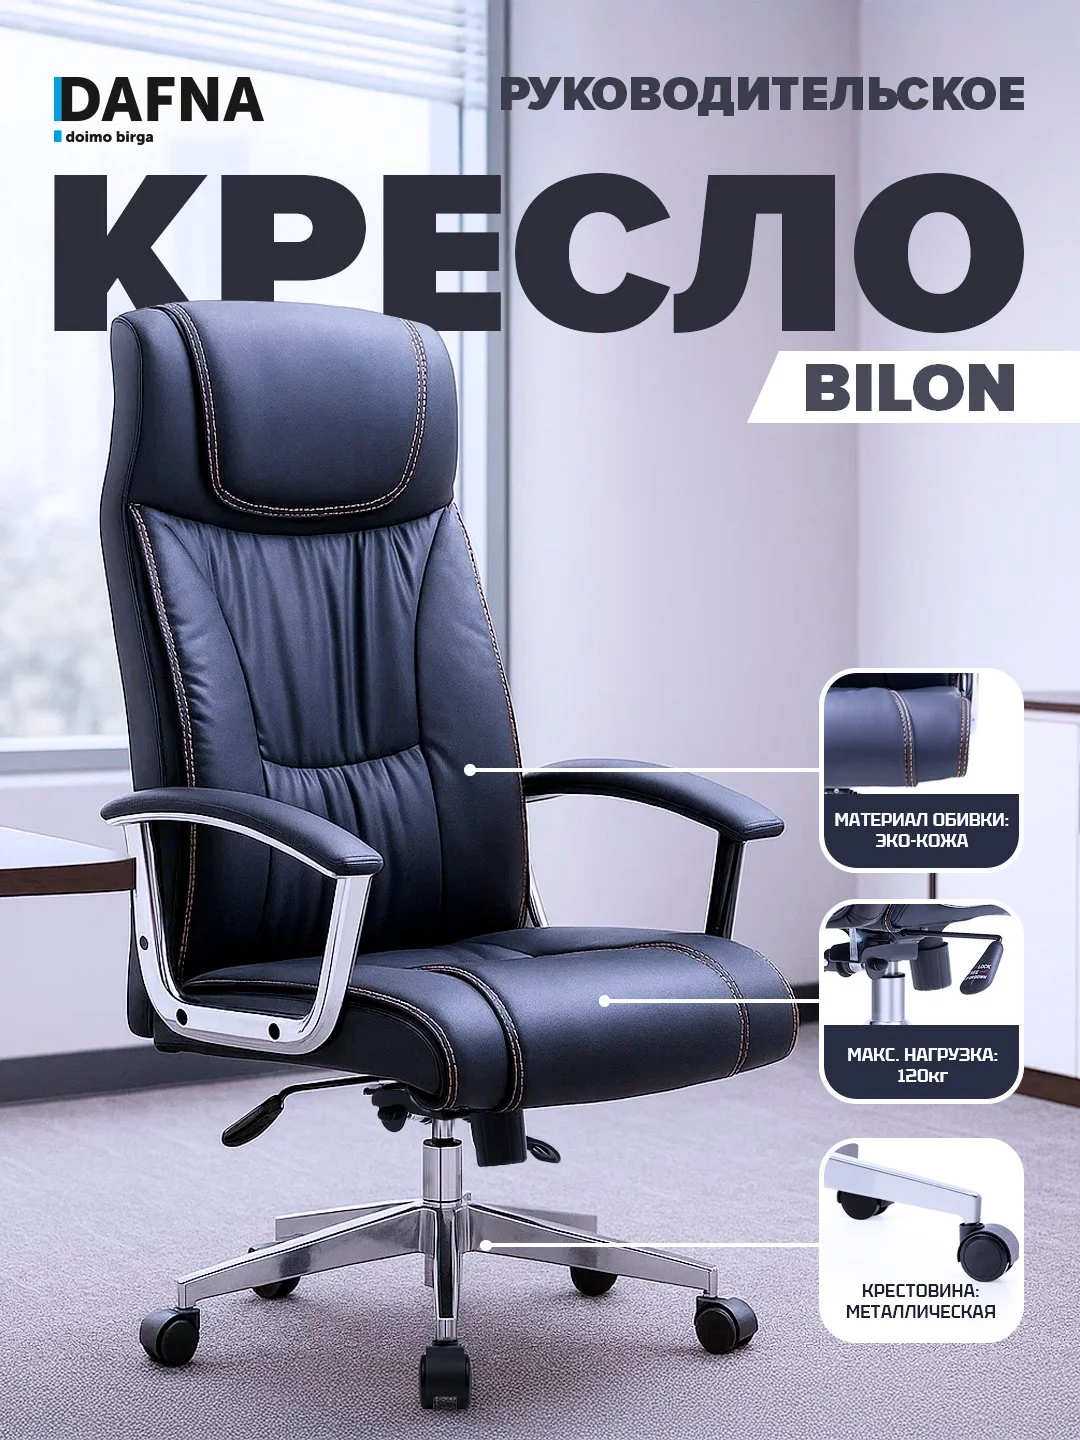 DAFNA
doimo birga
РУКОВОДИТЕЛЬСКОЕ
КРЕСЛО
BILON
МАТЕРИАЛ ОБИВКИ:
ЭКО-КОЖА
МАКС. НАГРУЗКА:
120кг
КРЕСТОВИНА:
МЕТАЛЛИЧЕСКАЯ